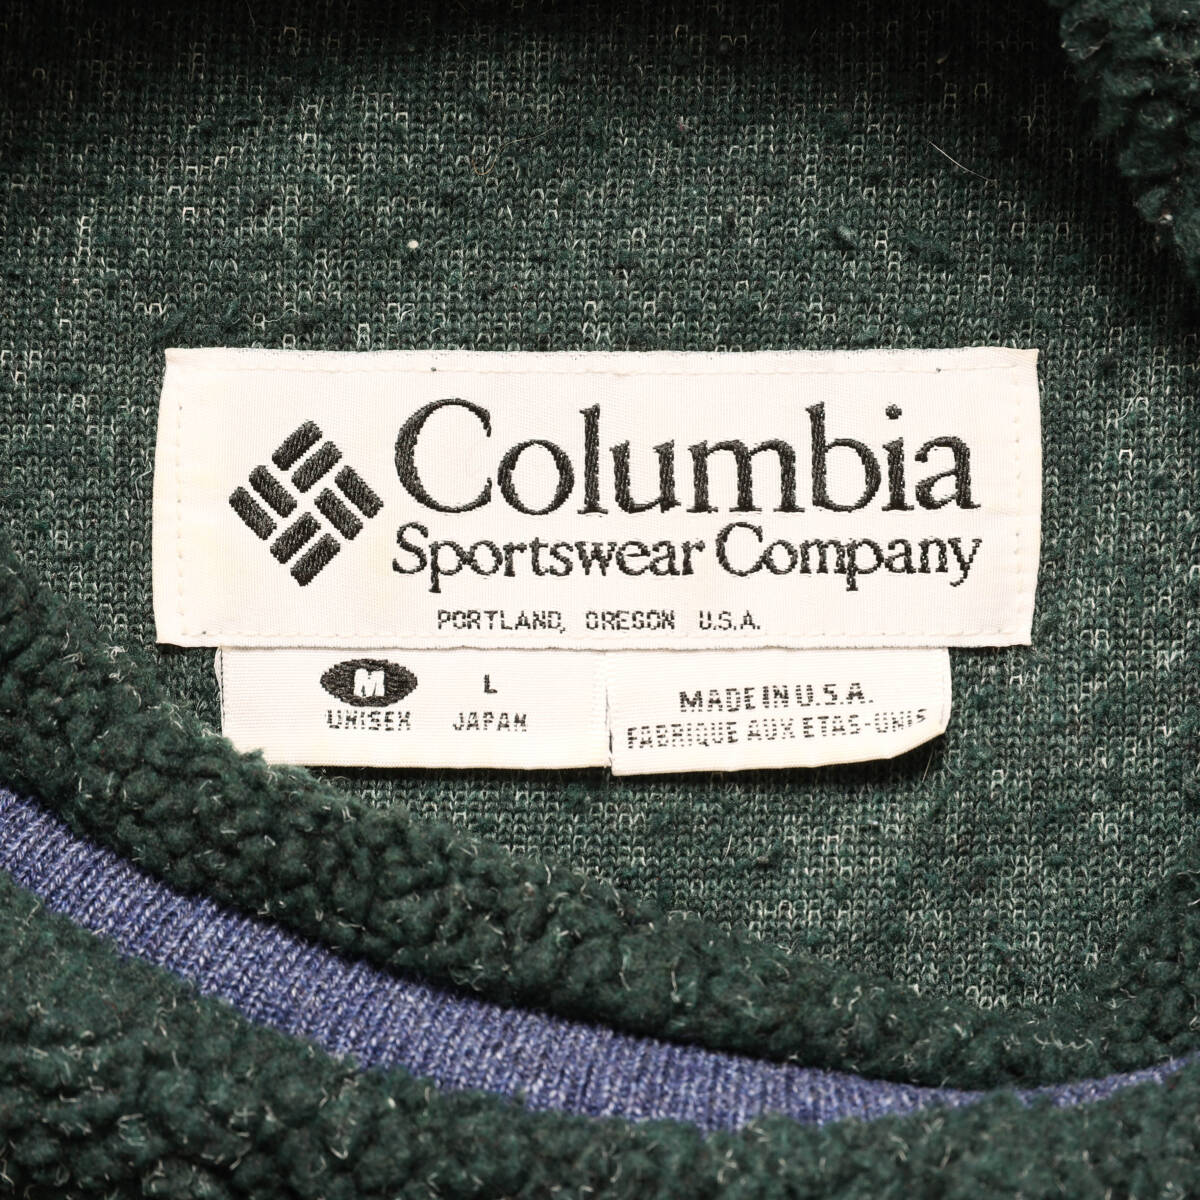 Columbia
Sportswear Company
PORTLAND, OREGON U.S.A.
M L
UNISEX JAPAN
MADE IN U.S.A.
FABRIQUE AUX ETAS-UNIS